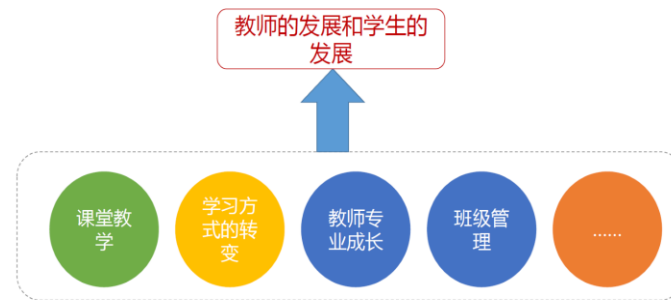 教师的发展和学生的
发展
课堂教
学
学习方
式的转
变
教师专
业成长
班级管
理
……